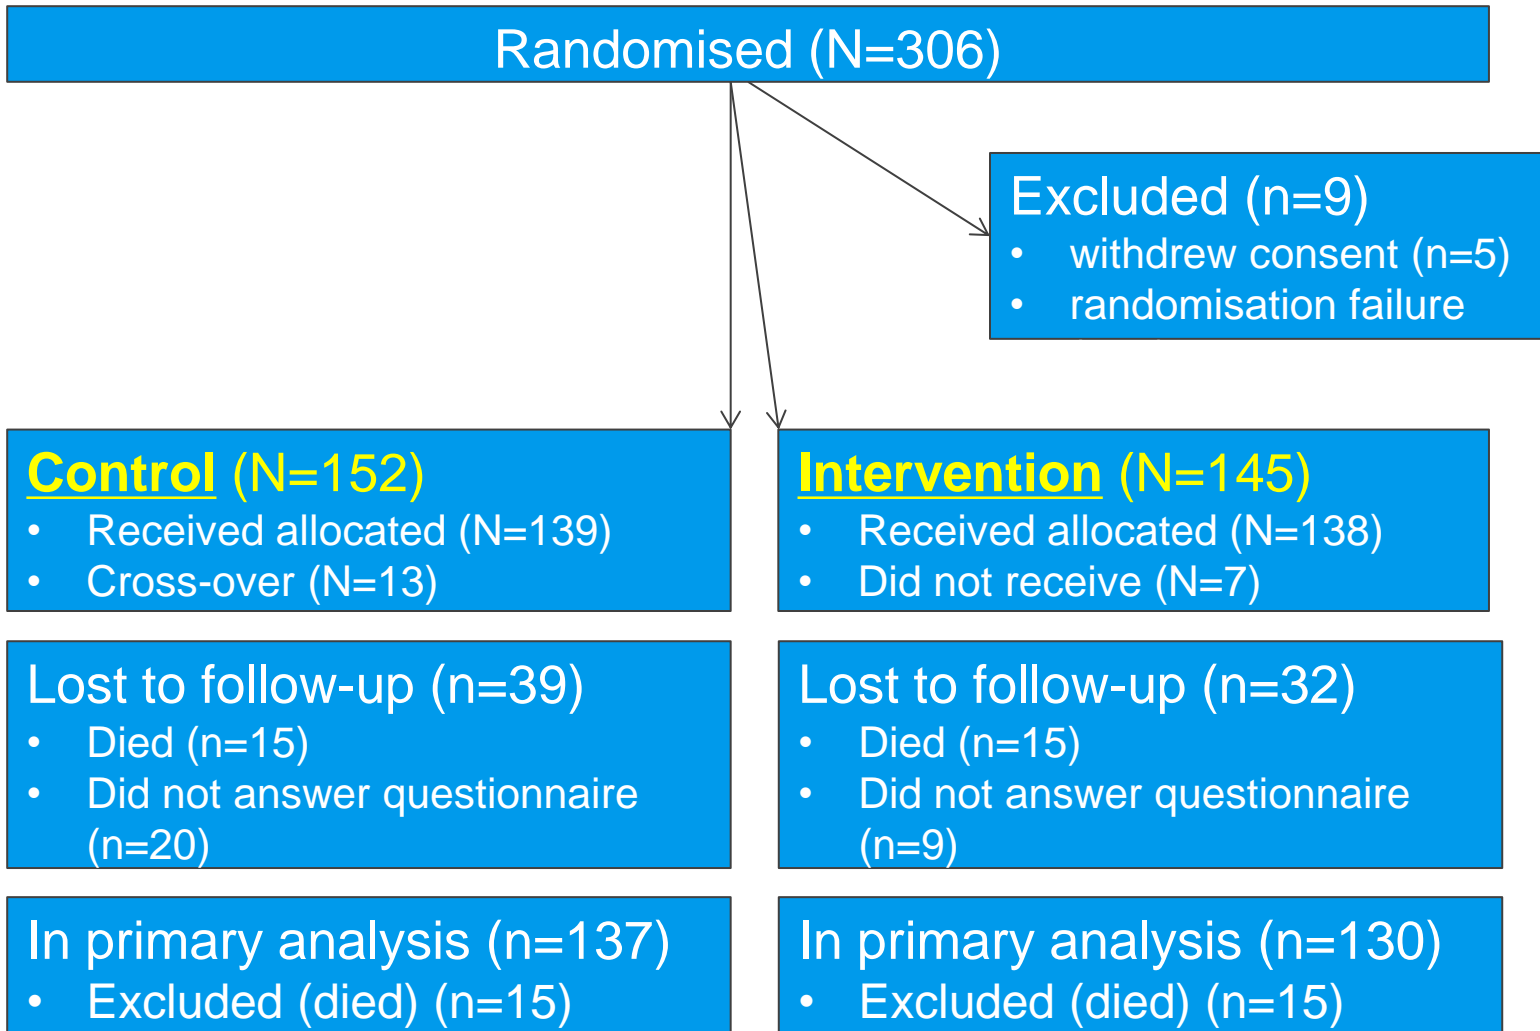 Randomised (N=306)
Excluded (n=9)
• withdrew consent (n=5)
• randomisation failure
Control (N=152)
• Received allocated (N=139)
• Cross-over (N=13)
Intervention (N=145)
• Received allocated (N=138)
• Did not receive (N=7)
Lost to follow-up (n=39)
• Died (n=15)
• Did not answer questionnaire
(n=20)
Lost to follow-up (n=32)
• Died (n=15)
• Did not answer questionnaire
(n=9)
In primary analysis (n=137)
• Excluded (died) (n=15)
In primary analysis (n=130)
• Excluded (died) (n=15)